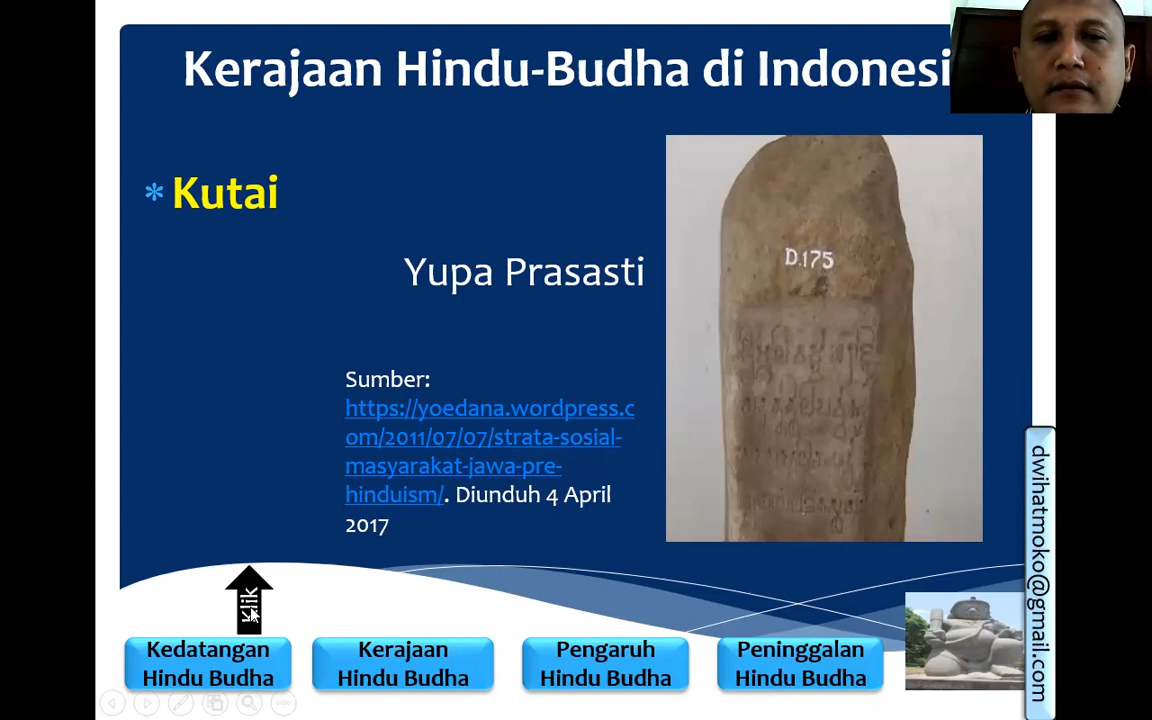 Kerajaan Hindu-Budha di Indonesi
* Kutai
Yupa Prasasti
D.175
Sumber:
https://yoedana.wordpress.c
om/2011/07/07/strata-sosial-
masyarakat-jawa-pre-
hinduism/. Diunduh 4 April
2017
Klik
Kedatangan
Hindu Budha
Kerajaan
Hindu Budha
Pengaruh
Hindu Budha
Peninggalan
Hindu Budha
dwihatmoko@gmail.com